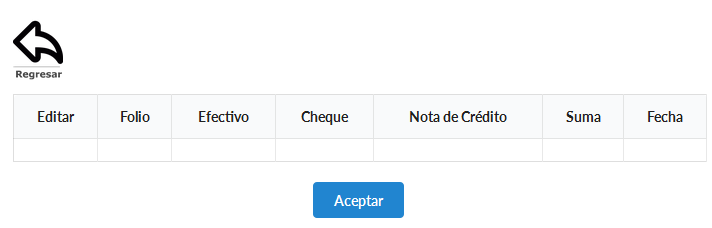 Regresar
Editar Folio Efectivo Cheque Nota de Crédito Suma Fecha
Aceptar